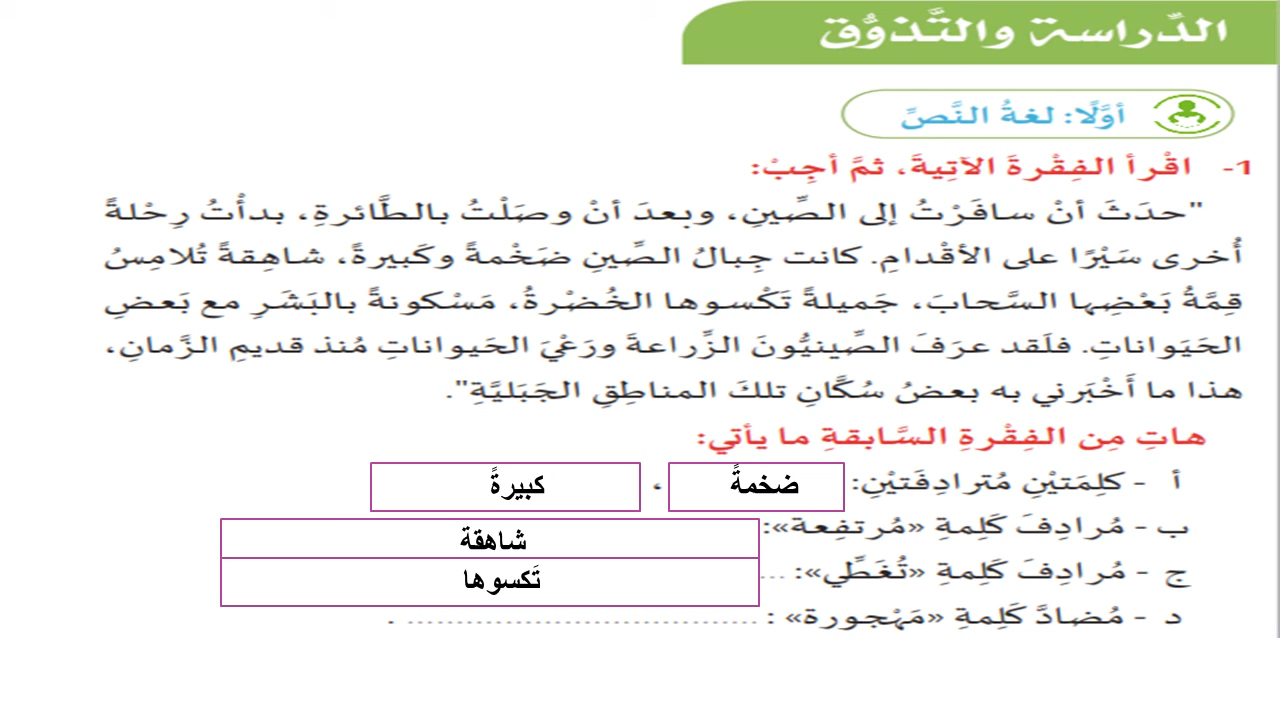 الدِّراسة والتَّذوُّق
أوَّلًا: لغةُ النَّصِّ
1- اقْرأ الفِقْرةَ الآتِيةَ، ثمَّ أجِبْ:
"حدَثَ أنْ سافَرْتُ إلى الصِّينِ، وبعدَ أنْ وصَلْتُ بالطَّائرةِ، بدأْتُ رِحْلةً
أُخرى سَيْرًا على الأقْدامِ. كانت جِبالُ الصِّينِ ضَخْمةً وكَبيرةً، شاهِقةً تُلامِسُ
قِمَّةُ بَعْضِها السَّحابَ، جَميلةً تَكْسوها الخُضْرةُ، مَسْكونةً بالبَشَرِ مع بَعضِ
الحَيَواناتِ. فلَقد عرَفَ الصِّينيُّونَ الزِّراعةَ ورَعْيَ الحَيواناتِ مُنذ قديمِ الزَّمانِ،
هذا ما أَخْبَرني به بعضُ سُكَّانِ تلكَ المناطِقِ الجَبَليَّةِ".
هاتِ مِن الفِقْرةِ السَّابقةِ ما يأتي:
أ - كلِمَتيْنِ مُترادِفَتيْنِ: ضخمةً ، كبيرةً
ب - مُرادِفَ كَلِمةِ «مُرتفِعة»: شاهقة
ج - مُرادِفَ كَلِمةِ «تُغَطِّي»: ... تَكسوها
د - مُضادَّ كَلِمةِ «مَهْجورة» : ................................... .